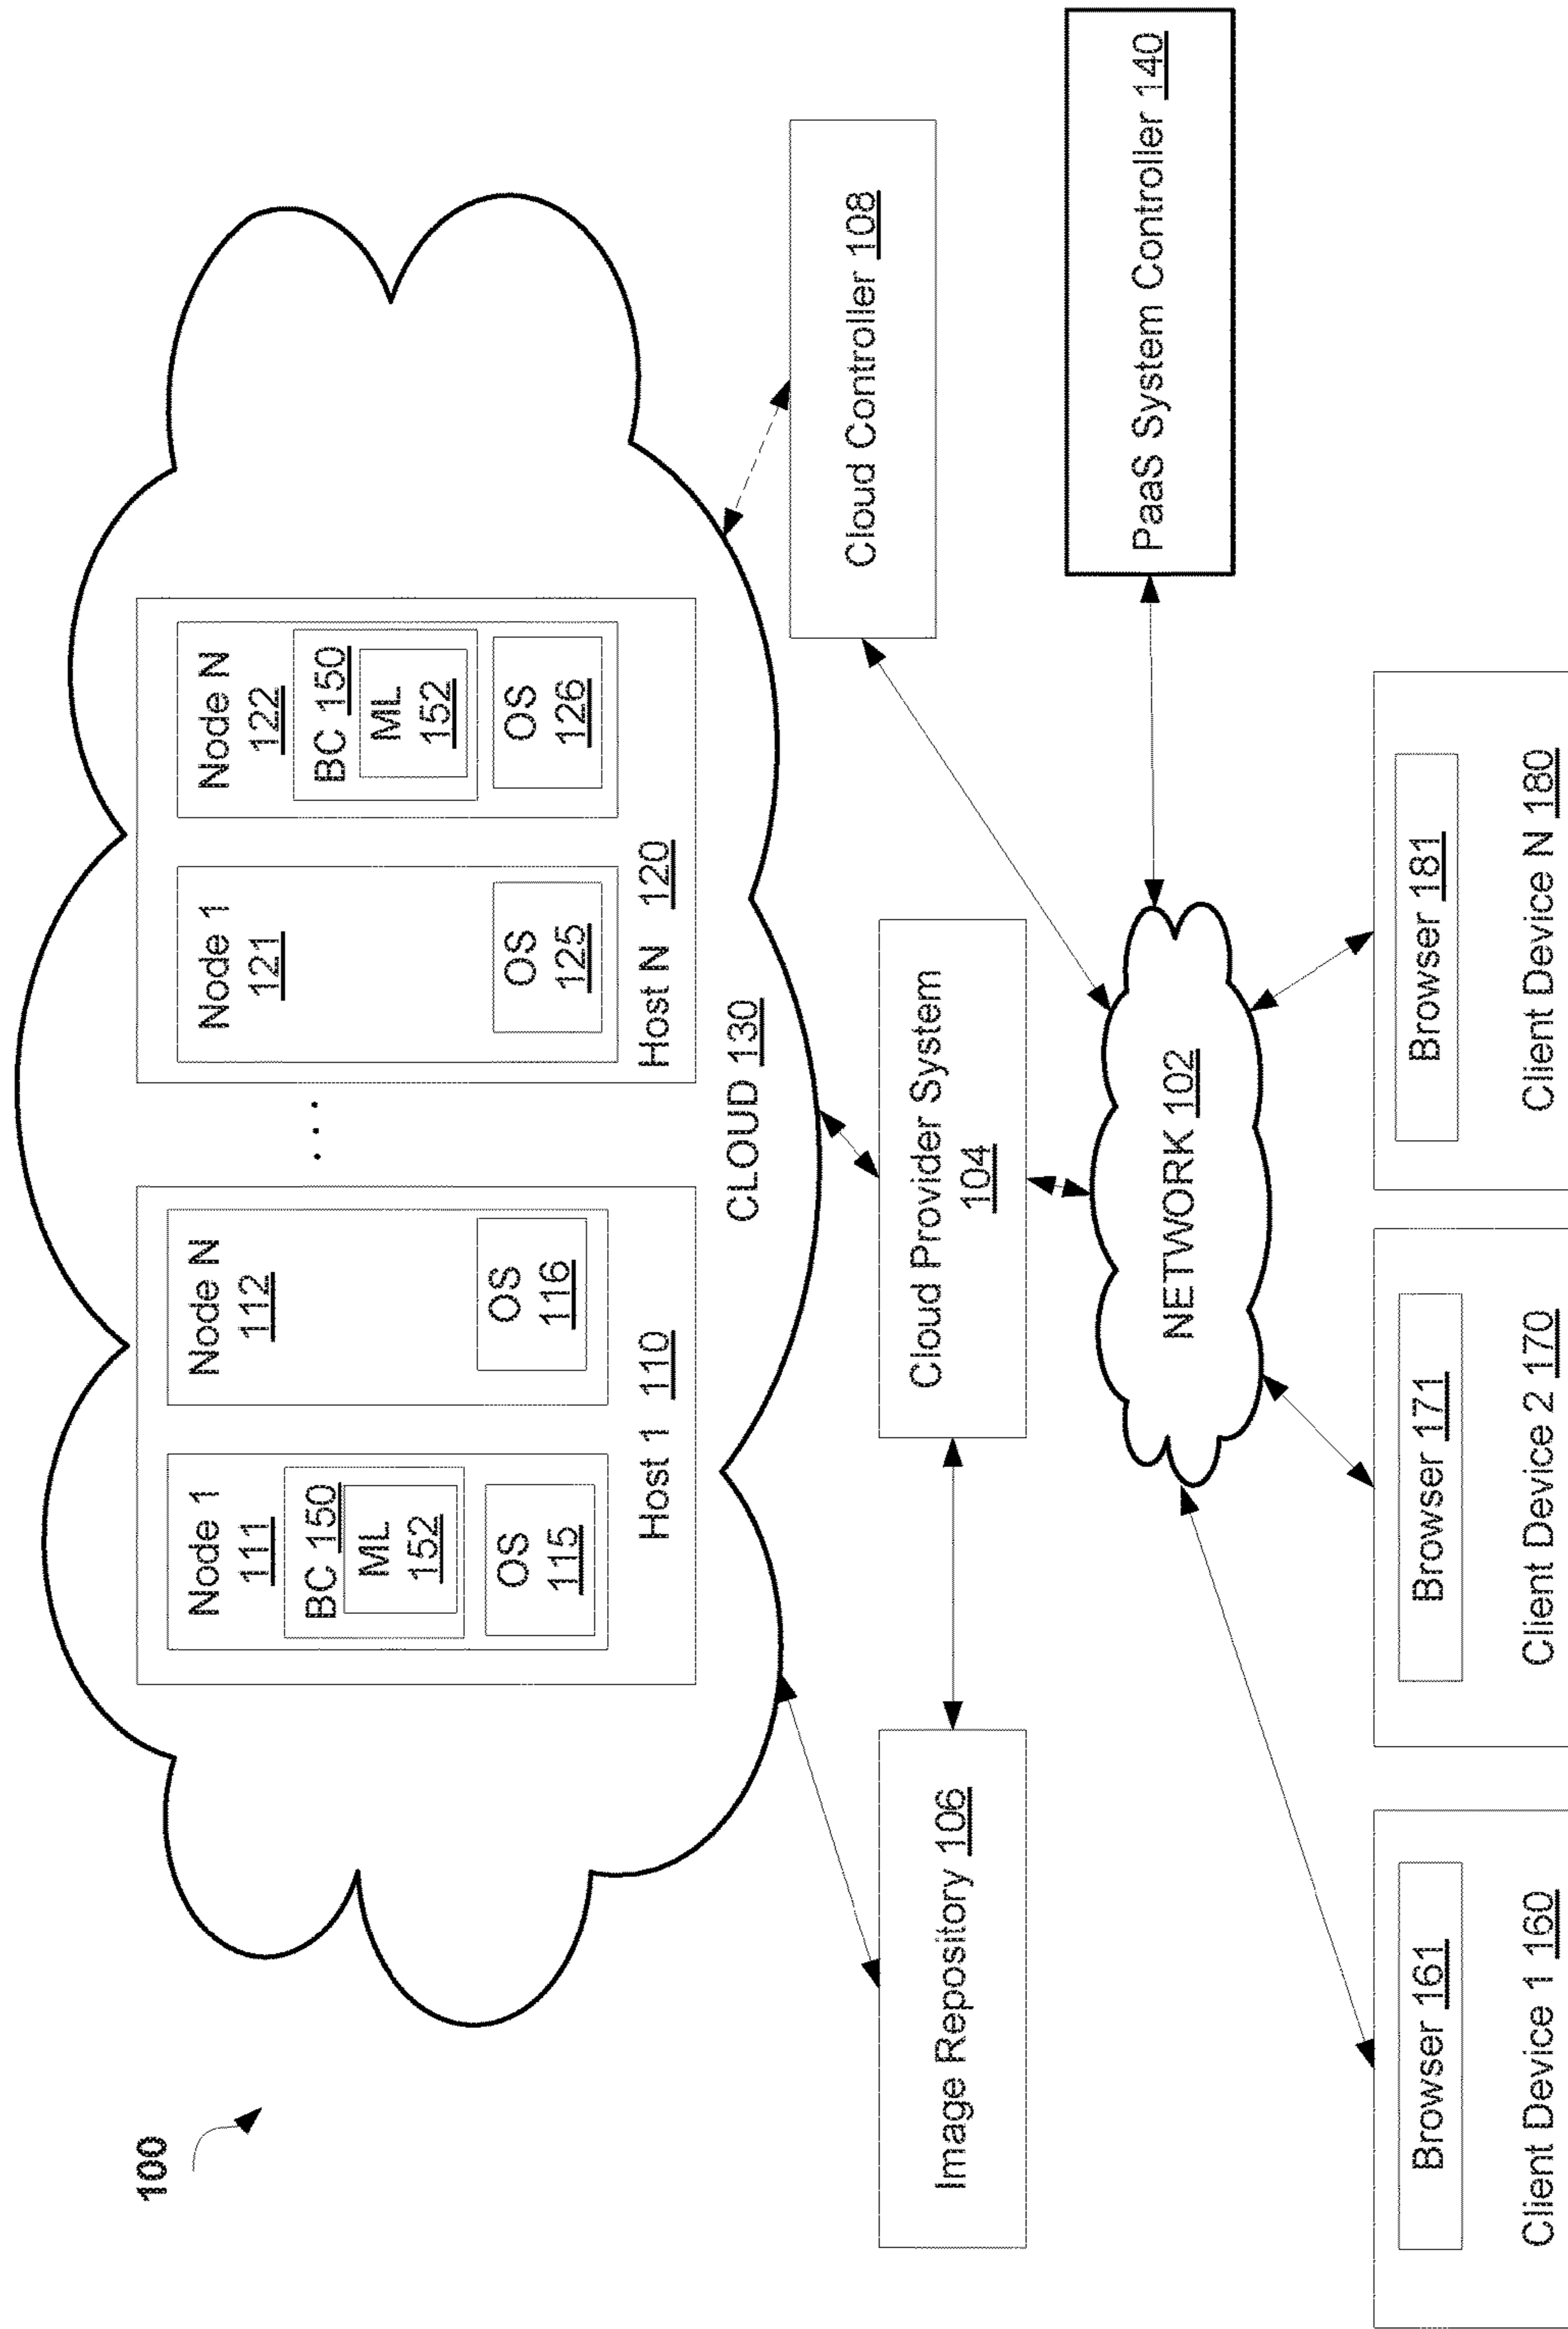 100
Node 1
111
BC 150
ML
152
OS
115
Node N
112
OS
116
Host 1 110
. . .
Node 1
121
OS
125
Node N
122
BC 150
ML
152
OS
126
Host N 120
CLOUD 130
Image Repository 106
Cloud Provider System
104
Cloud Controller 108
NETWORK 102
PaaS System Controller 140
Browser 161
Client Device 1 160
Browser 171
Client Device 2 170
Browser 181
Client Device N 180